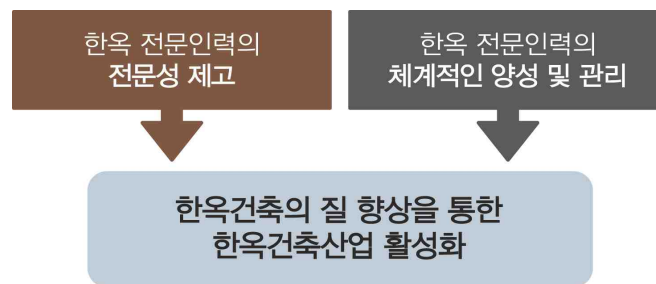 한옥 전문인력의
전문성 제고
한옥 전문인력의
체계적인 양성 및 관리
한옥건축의 질 향상을 통한
한옥건축산업 활성화